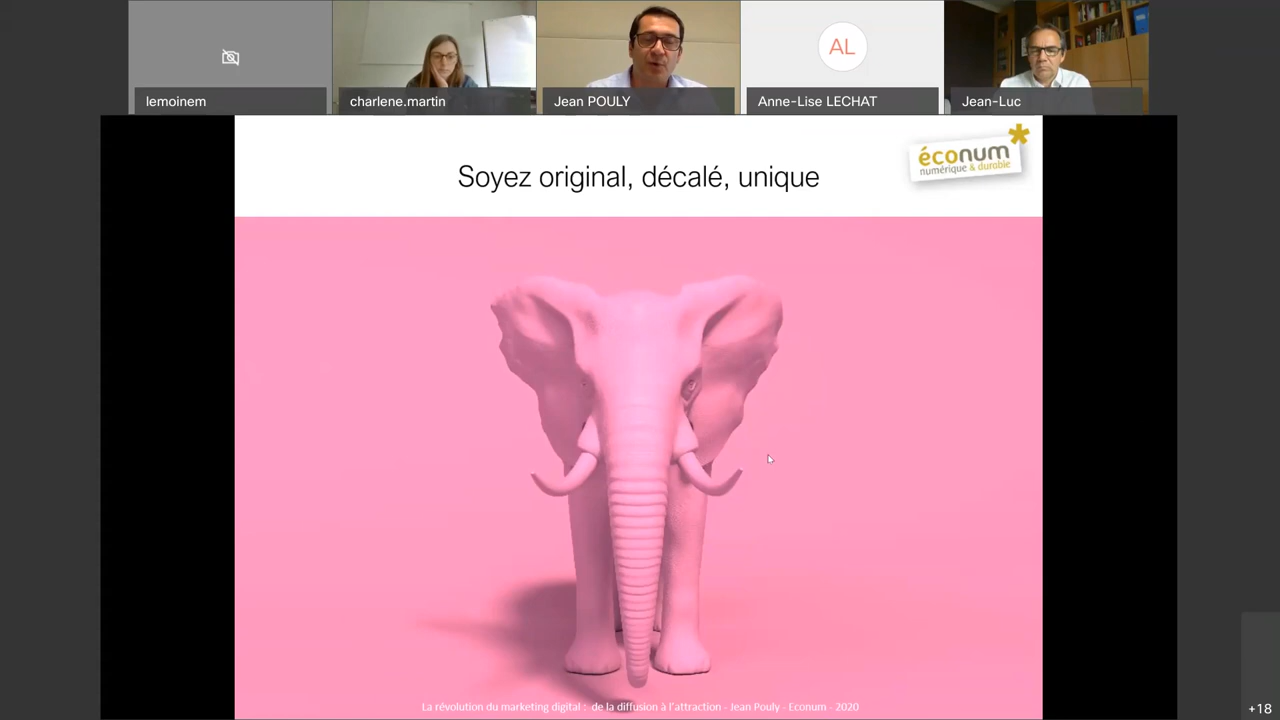 lemoinem
charlene.martin
Jean POULY
AL
Anne-Lise LECHAT
Jean-Luc
Soyez original, décalé, unique
éconum
numérique & durable
La révolution du marketing digital : de la diffusion à l'attraction - Jean Pouly - Econum - 2020
+18